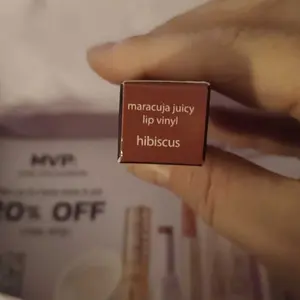 maracuja juicy
lip vinyl
hibiscus
MVP
20% OFF